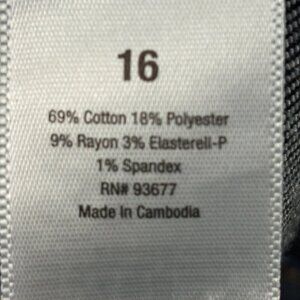 16
69% Cotton 18% Polyester
9% Rayon 3% Elasterell-P
1% Spandex
RN# 93677
Made In Cambodia